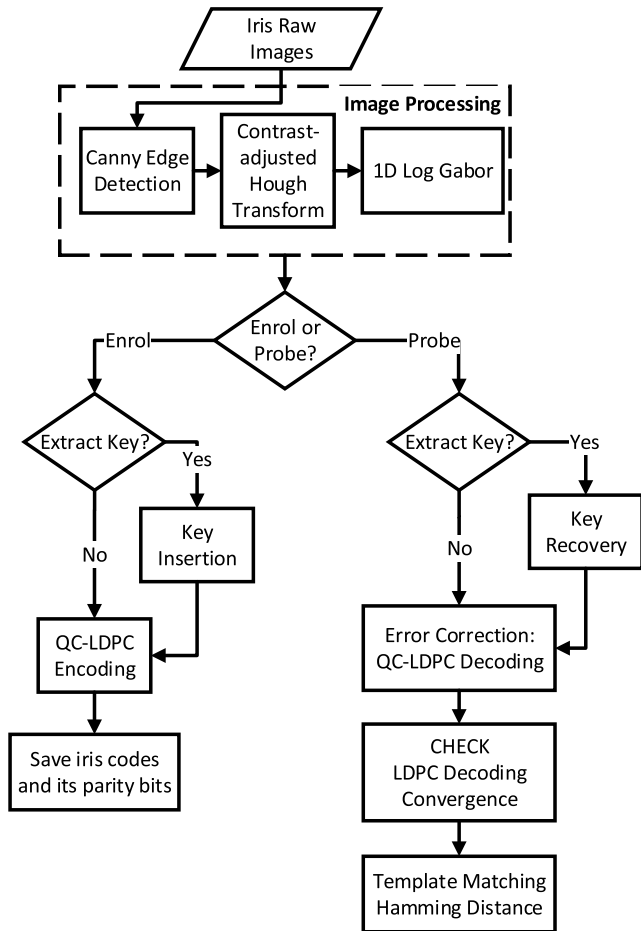 Iris Raw
Images
Image Processing
Canny Edge
Detection
Contrast-
adjusted
Hough
Transform
1D Log Gabor
Enrol or
Probe?
Enrol
Probe
Extract Key?
Yes
No
Key
Insertion
QC-LDPC
Encoding
Save iris codes
and its parity bits
Extract Key?
Yes
No
Key
Recovery
Error Correction:
QC-LDPC Decoding
CHECK
LDPC Decoding
Convergence
Template Matching
Hamming Distance